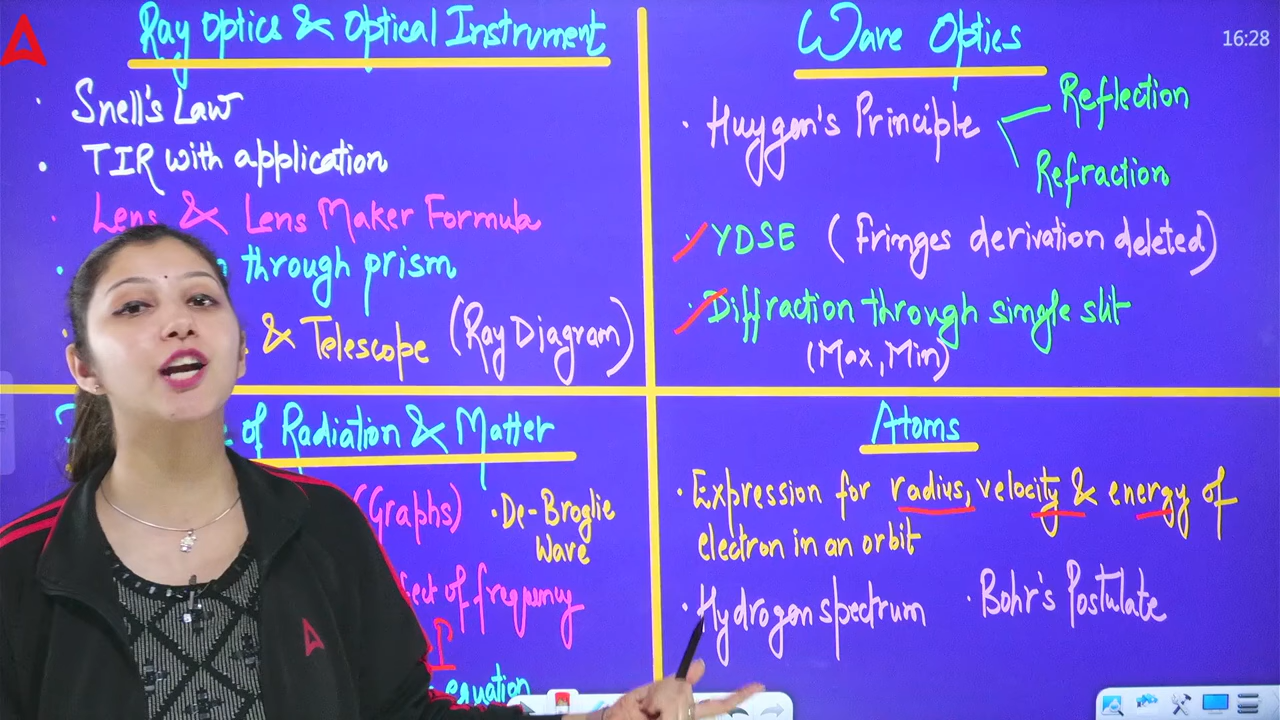 Ray Optics & Optical Instrument
· Snell's Law
· TIR with application
· Lens & Lens Maker Formula
· through prism
& Telescope (Ray Diagram)
Wave Optics
16:28
· Huygen's Principle
Reflection
Refraction
· YDSE (Fringes derivation deleted)
· Diffraction through single slit
(Max, Min)
of Radiation & Matter
(Graphs)
· De-Broglie
Wave
of frequency
equation
Atoms
· Expression for radius, velocity & energy of
electron in an orbit
· Hydrogen spectrum
· Bohr's Postulate